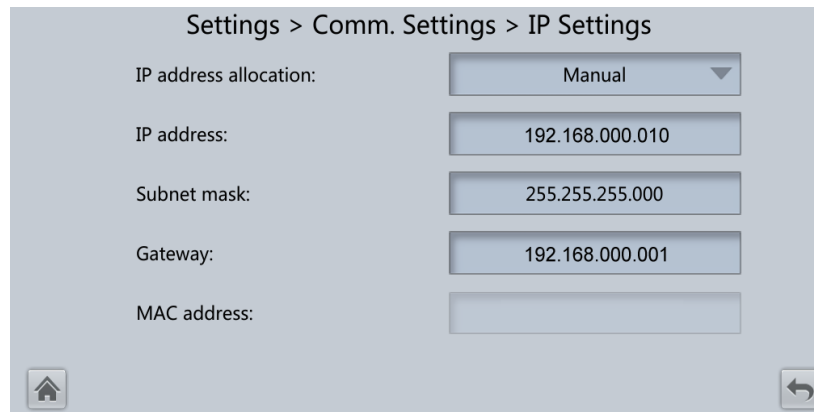 Settings > Comm. Settings > IP Settings
IP address allocation: Manual
IP address: 192.168.000.010
Subnet mask: 255.255.255.000
Gateway: 192.168.000.001
MAC address: